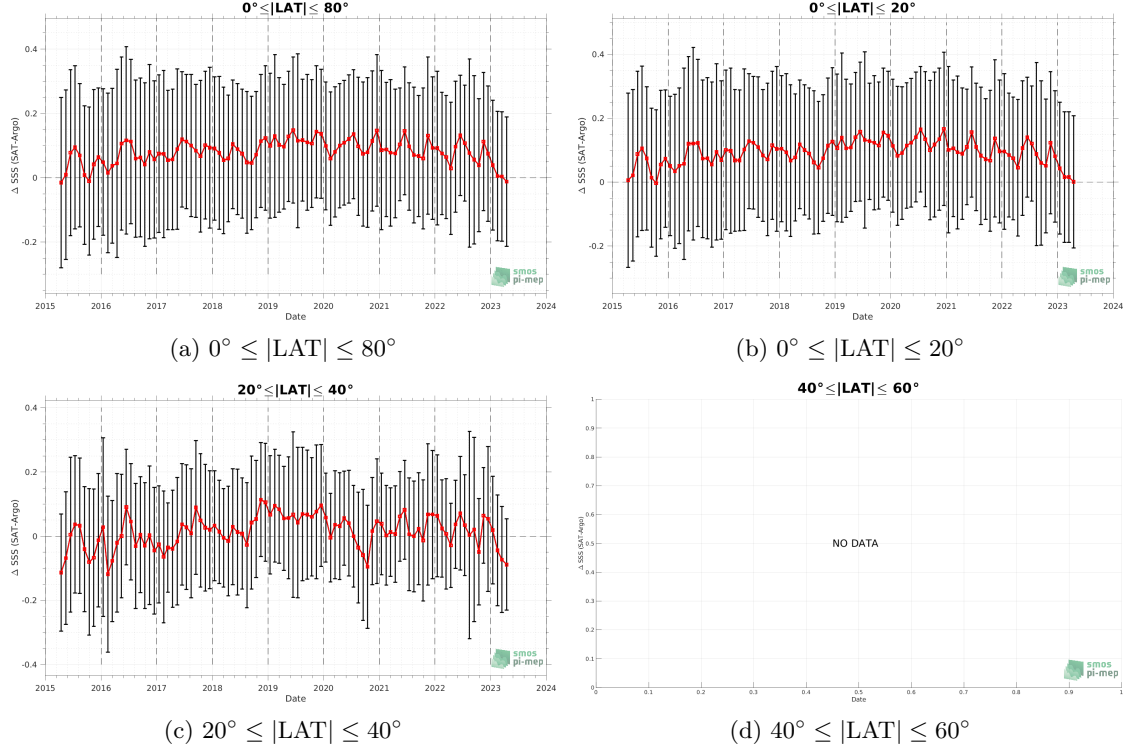 0°≤|LAT|≤ 80°
Δ SSS (SAT-Argo)
0.4
0.2
0
-0.2
2015 2016 2017 2018 2019 2020 2021 2022 2023 2024
Date
smos
pi-mep
(a) 0° ≤ |LAT| ≤ 80°
0°≤|LAT|≤ 20°
Δ SSS (SAT-Argo)
0.4
0.2
0
-0.2
2015 2016 2017 2018 2019 2020 2021 2022 2023 2024
Date
smos
pi-mep
(b) 0° ≤ |LAT| ≤ 20°
20°≤|LAT|≤ 40°
Δ SSS (SAT-Argo)
0.4
0.2
0
-0.2
-0.4
2015 2016 2017 2018 2019 2020 2021 2022 2023 2024
Date
smos
pi-mep
(c) 20° ≤ |LAT| ≤ 40°
40°≤|LAT|≤ 60°
Δ SSS (SAT-Argo)
1
0.9
0.8
0.7
0.6
0.5
0.4
0.3
0.2
0.1
0
NO DATA
0 0.1 0.2 0.3 0.4 0.5 0.6 0.7 0.8 0.9 1
Date
smos
pi-mep
(d) 40° ≤ |LAT| ≤ 60°